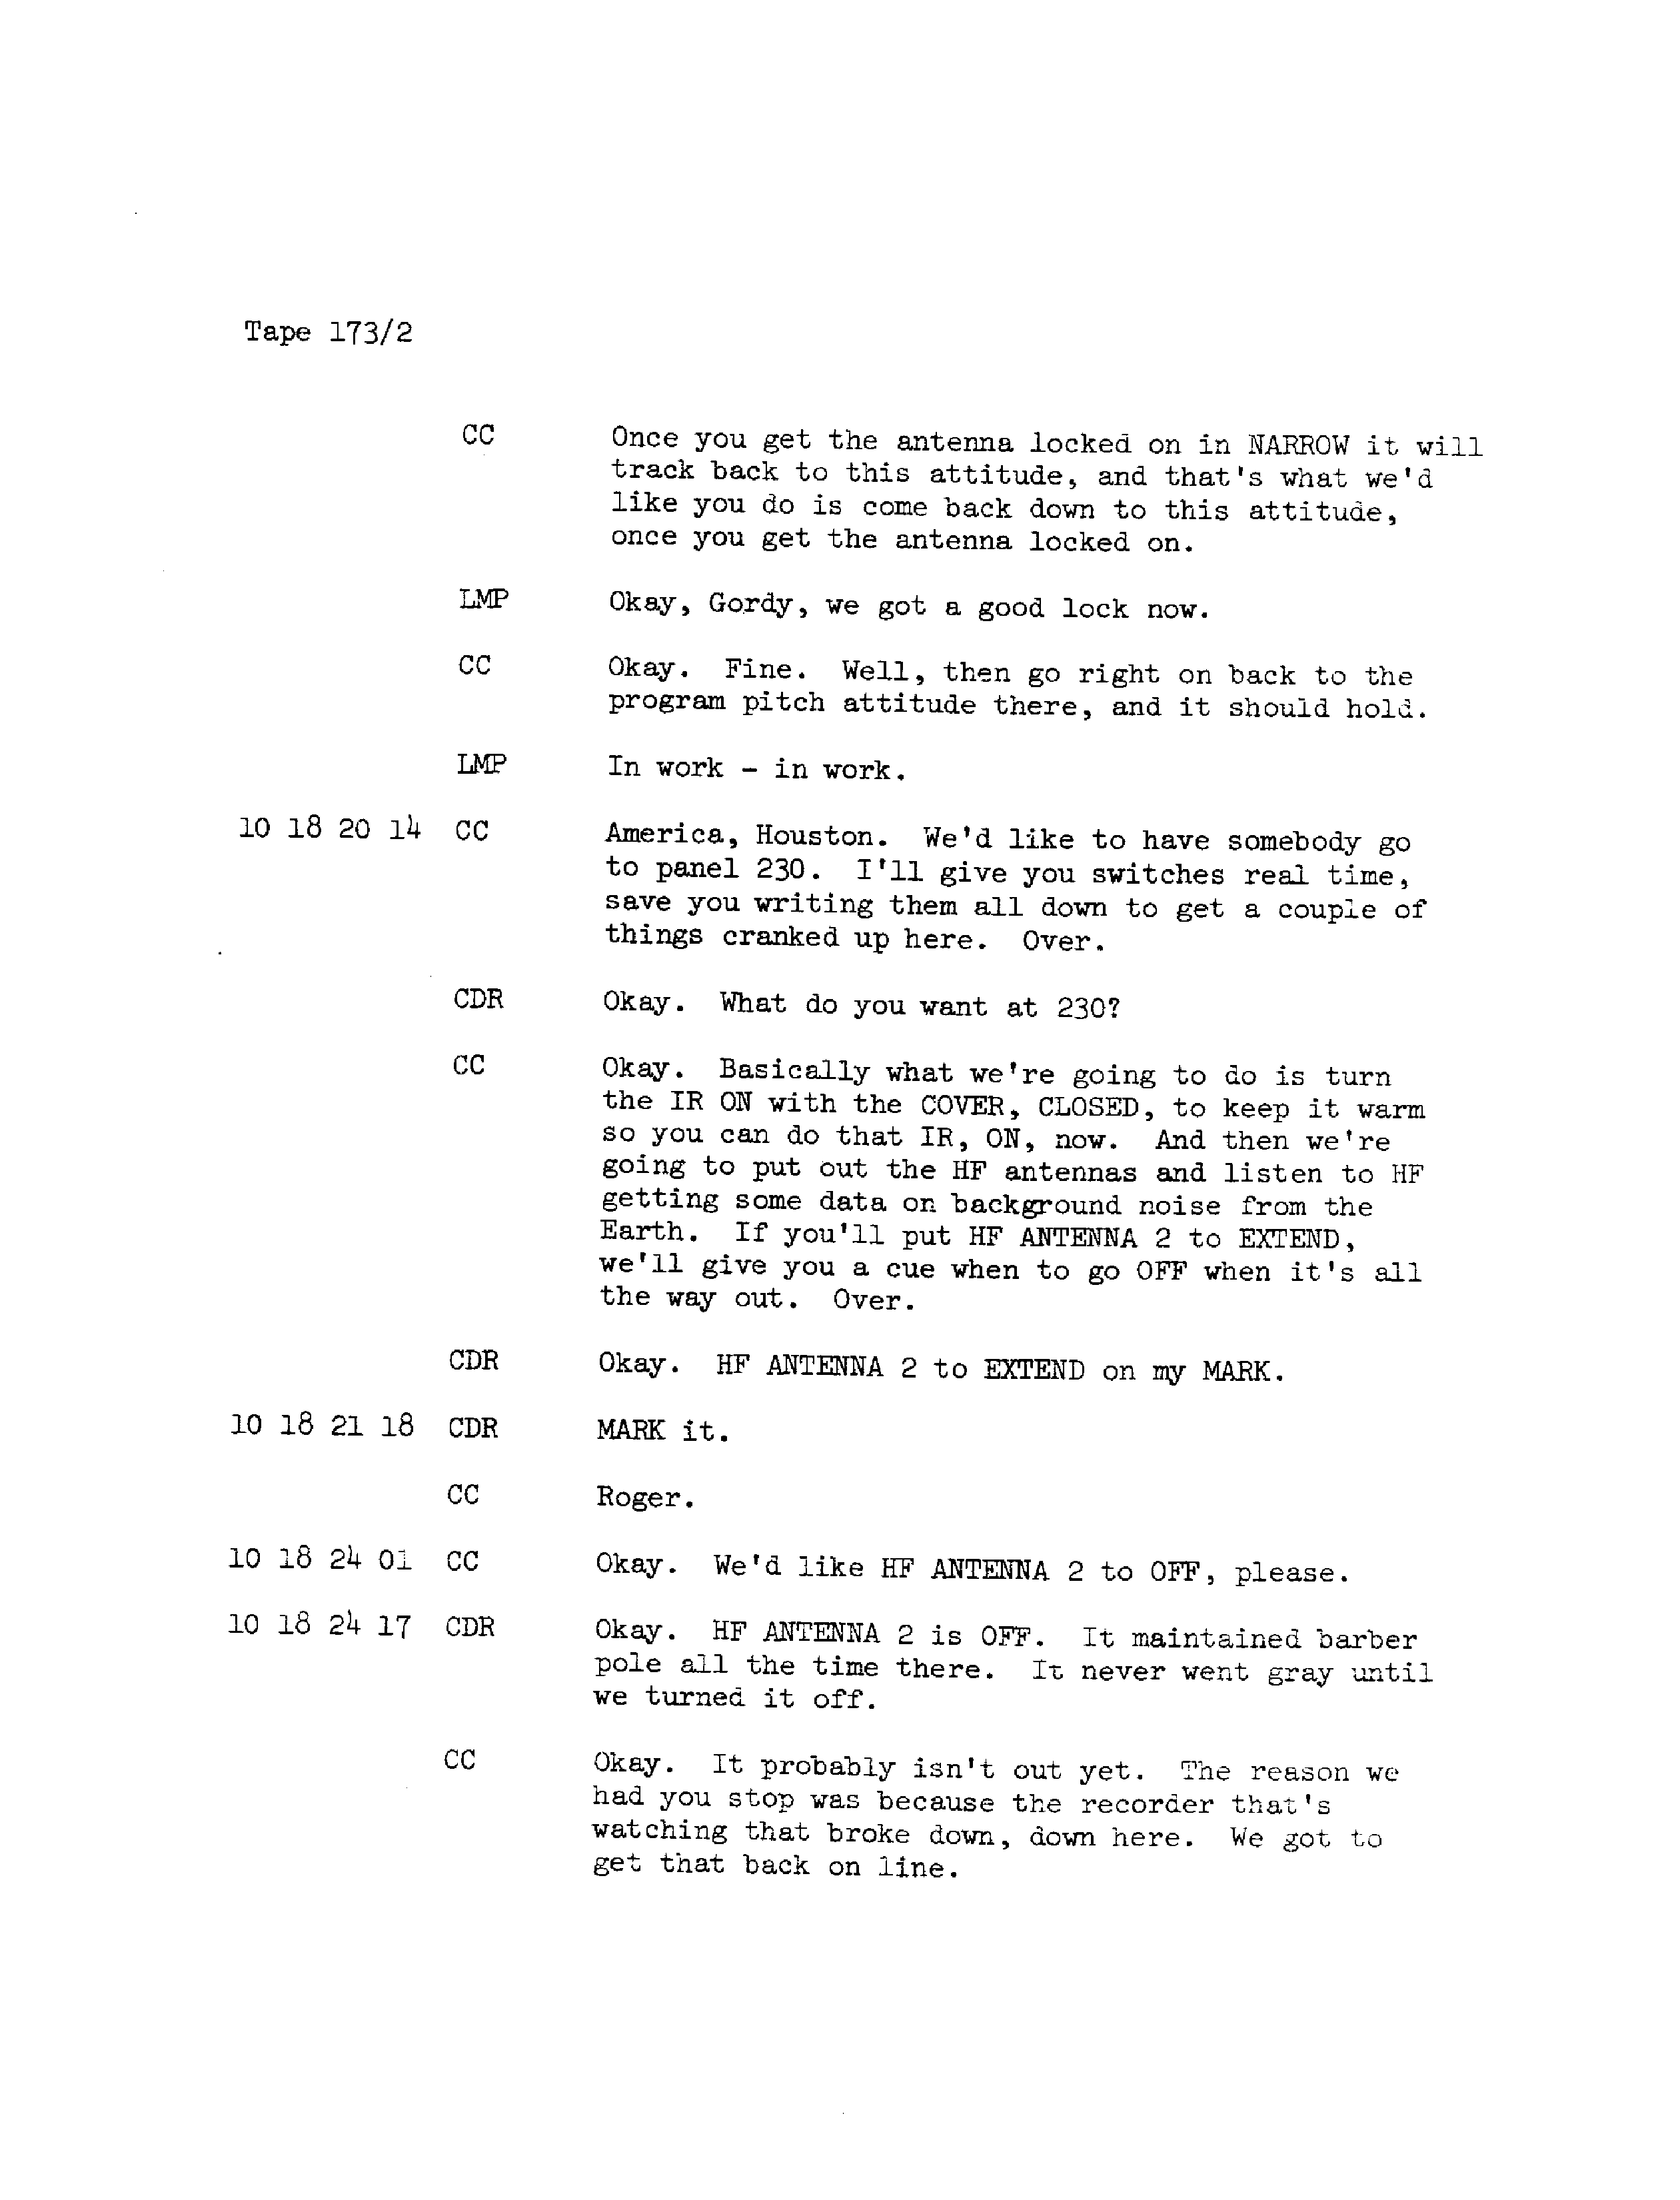 Tape 173/2
CC Once you get the antenna locked on in NARROW it will
track back to this attitude, and that's what we'd
like you do is come back down to this attitude,
once you get the antenna locked on.
LMP Okay, Gordy, we got a good lock now.
CC Okay. Fine. Well, then go right on back to the
program pitch attitude there, and it should hold.
LMP In work - in work.
10 18 20 14 CC America, Houston. We'd like to have somebody go
to panel 230. I'll give you switches real time,
save you writing them all down to get a couple of
things cranked up here. Over.
CDR Okay. What do you want at 230?
CC Okay. Basically what we're going to do is turn
the IR ON with the COVER, CLOSED, to keep it warm
so you can do that IR, ON, now. And then we're
going to put out the HF antennas and listen to HF
getting some data on background noise from the
Earth. If you'll put HF ANTENNA 2 to EXTEND,
we'll give you a cue when to go OFF when it's all
the way out. Over.
CDR Okay. HF ANTENNA 2 to EXTEND on my MARK.
10 18 21 18 CDR MARK it.
CC Roger.
10 18 24 01 CC Okay. We'd like HF ANTENNA 2 to OFF, please.
10 18 24 17 CDR Okay. HF ANTENNA 2 is OFF. It maintained barber
pole all the time there. It never went gray until
we turned it off.
CC Okay. It probably isn't out yet. The reason we
had you stop was because the recorder that's
watching that broke down, down here. We got to
get that back on line.